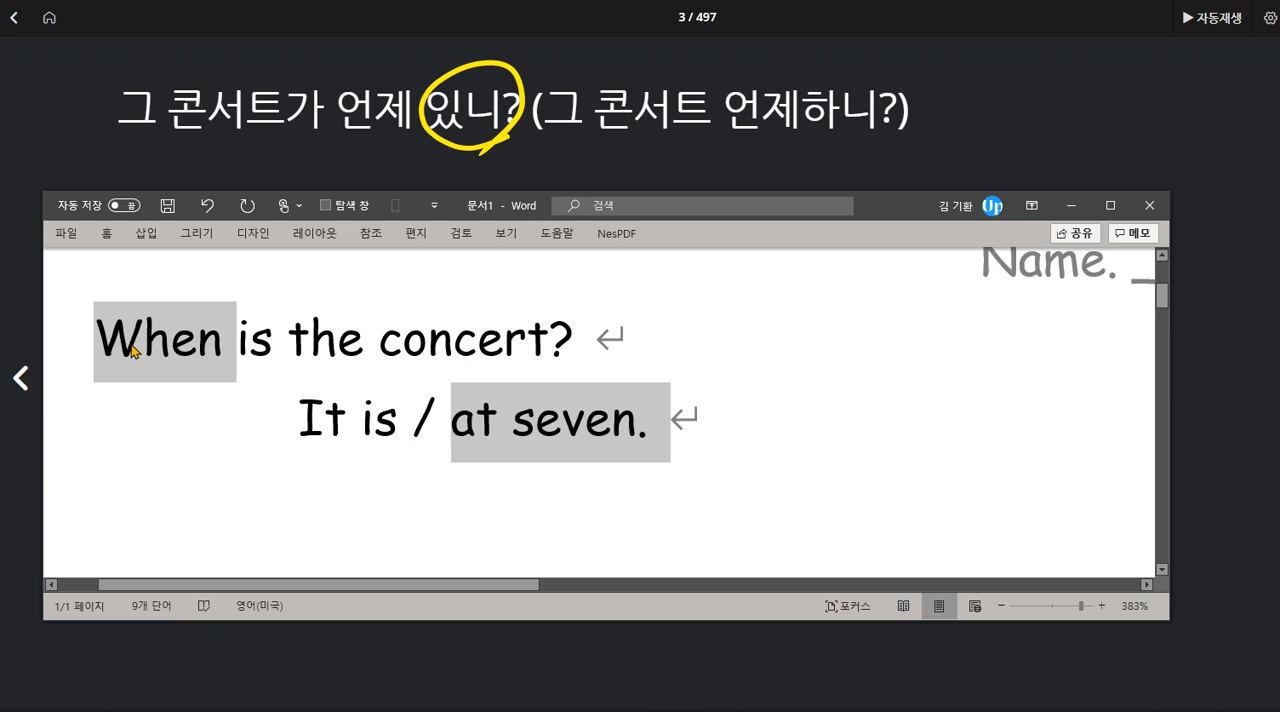 3 / 497
▶ 자동재생
그 콘서트가 언제 있니? (그 콘서트 언제하니?)
자동 저장 끔 탐색 창 문서1 - Word 검색 김 기환 Up
파일 홈 삽입 그리기 디자인 레이아웃 참조 편지 검토 보기 도움말 NesPDF 공유 메모
Name. _
When is the concert? ↵
It is / at seven. ↵
1/1 페이지 9개 단어 영어(미국) 포커스 − + 383%